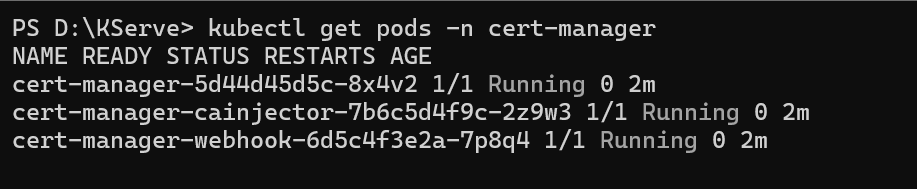 PS D:\KServe> kubectl get pods -n cert-manager
NAME READY STATUS RESTARTS AGE
cert-manager-5d44d45d5c-8x4v2 1/1 Running 0 2m
cert-manager-cainjector-7b6c5d4f9c-2z9w3 1/1 Running 0 2m
cert-manager-webhook-6d5c4f3e2a-7p8q4 1/1 Running 0 2m